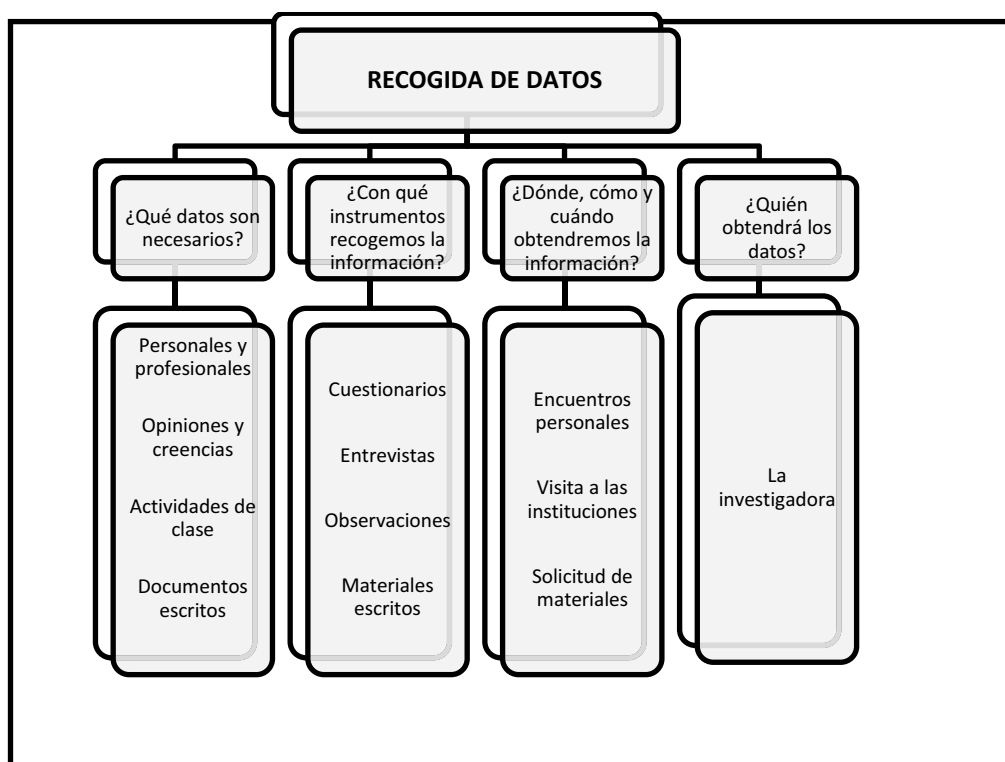 RECOGIDA DE DATOS
¿Qué datos son
necesarios?
¿Con qué
instrumentos
recogemos la
información?
¿Dónde, cómo y
cuándo
obtendremos la
información?
¿Quién
obtendrá los
datos?
Personales y
profesionales
Opiniones y
creencias
Actividades de
clase
Documentos
escritos
Cuestionarios
Entrevistas
Observaciones
Materiales
escritos
Encuentros
personales
Visita a las
instituciones
Solicitud de
materiales
La
investigadora